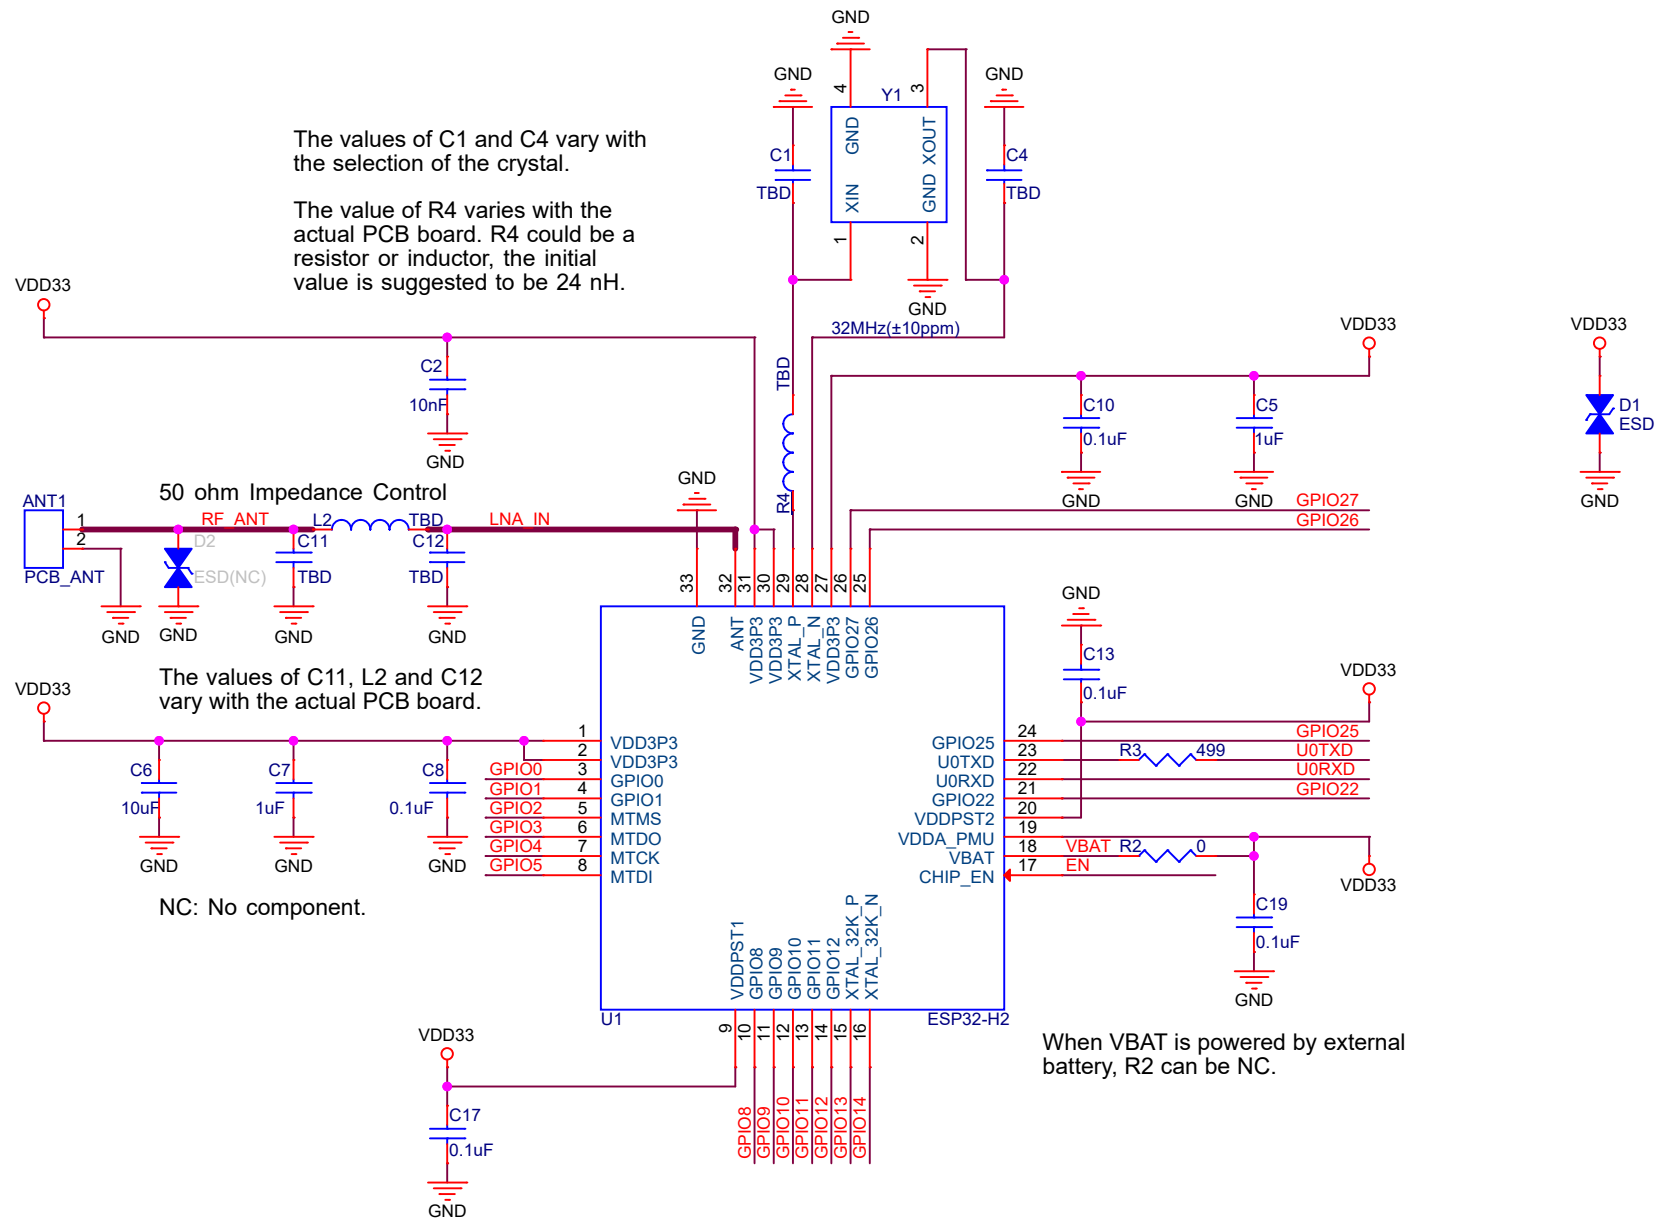 GND
GND
GND
4
3
Y1
GND
XOUT
XIN
GND
1
2
C1
TBD
C4
TBD
GND
32MHz(±10ppm)
The values of C1 and C4 vary with
the selection of the crystal.
The value of R4 varies with the
actual PCB board. R4 could be a
resistor or inductor, the initial
value is suggested to be 24 nH.
VDD33
C2
10nF
GND
TBD
R4
VDD33
C10
0.1uF
GND
C5
1uF
GND
VDD33
D1
ESD
GND
GPIO27
GPIO26
50 ohm Impedance Control
ANT1
1
2
PCB_ANT
GND
RF_ANT
D2
ESD(NC)
GND
L2
TBD
C11
TBD
GND
C12
TBD
GND
LNA_IN
GND
33
32
31
30
29
28
27
26
25
GND
ANT
VDD3P3
VDD3P3
XTAL_P
XTAL_N
VDD3P3
GPIO27
GPIO26
The values of C11, L2 and C12
vary with the actual PCB board.
VDD33
C6
10uF
GND
C7
1uF
GND
C8
0.1uF
GND
GPIO0
GPIO1
GPIO2
GPIO3
GPIO4
GPIO5
1
2
3
4
5
6
7
8
VDD3P3
VDD3P3
GPIO0
GPIO1
MTMS
MTDO
MTCK
MTDI
NC: No component.
GND
C13
0.1uF
VDD33
GPIO25
U0TXD
U0RXD
GPIO22
VDDPST2
VDDA_PMU
VBAT
CHIP_EN
24
23
22
21
20
19
18
17
GPIO25
R3
499
U0TXD
U0RXD
GPIO22
VBAT
R2
0
EN
VDD33
C19
0.1uF
GND
VDDPST1
GPIO8
GPIO9
GPIO10
GPIO11
GPIO12
XTAL_32K_P
XTAL_32K_N
U1
ESP32-H2
9
10
11
12
13
14
15
16
When VBAT is powered by external
battery, R2 can be NC.
VDD33
C17
0.1uF
GND
GPIO8
GPIO9
GPIO10
GPIO11
GPIO12
GPIO13
GPIO14